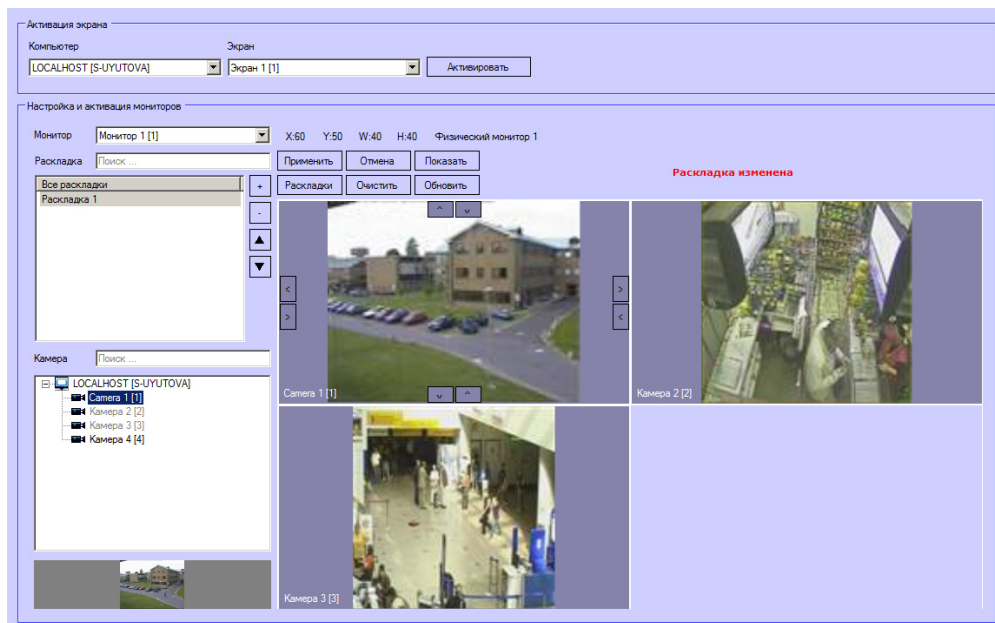 Активация экрана
Компьютер Экран
LOCALHOST [S-UYUTOVA] Экран 1 [1] Активировать
Настройка и активация мониторов
Монитор Монитор 1 [1] X:60 Y:50 W:40 H:40 Физический монитор 1
Раскладка Поиск ... Применить Отмена Показать
Раскладка изменена
Все раскладки + Раскладки Очистить Обновить
Раскладка 1
-
▲
▼
^ v
< >
> <
Camera 1 [1] v ^ Камера 2 [2]
Камера Поиск ...
LOCALHOST [S-UYUTOVA]
Camera 1 [1]
Камера 2 [2]
Камера 3 [3]
Камера 4 [4]
Камера 3 [3]